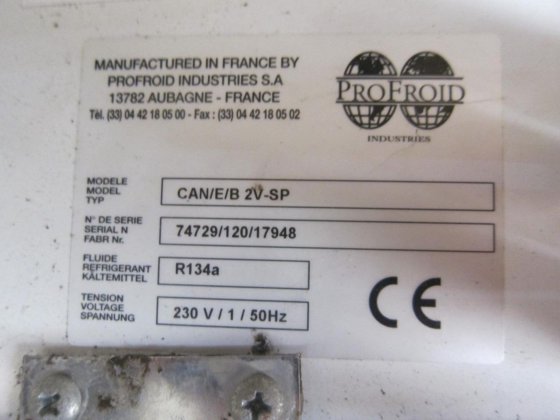 MANUFACTURED IN FRANCE BY
PROFROID INDUSTRIES S.A
13782 AUBAGNE - FRANCE
Tèl. (33) 04 42 18 05 00 - Fax : (33) 04 42 18 05 02
PROFROID
INDUSTRIES
MODELE
MODEL
TYP
CAN/E/B 2V-SP
N° DE SERIE
SERIAL N
FABR Nr.
74729/120/17948
FLUIDE
REFRIGERANT
KÄLTEMITTEL
R134a
TENSION
VOLTAGE
SPANNUNG
230 V / 1 / 50Hz
CE